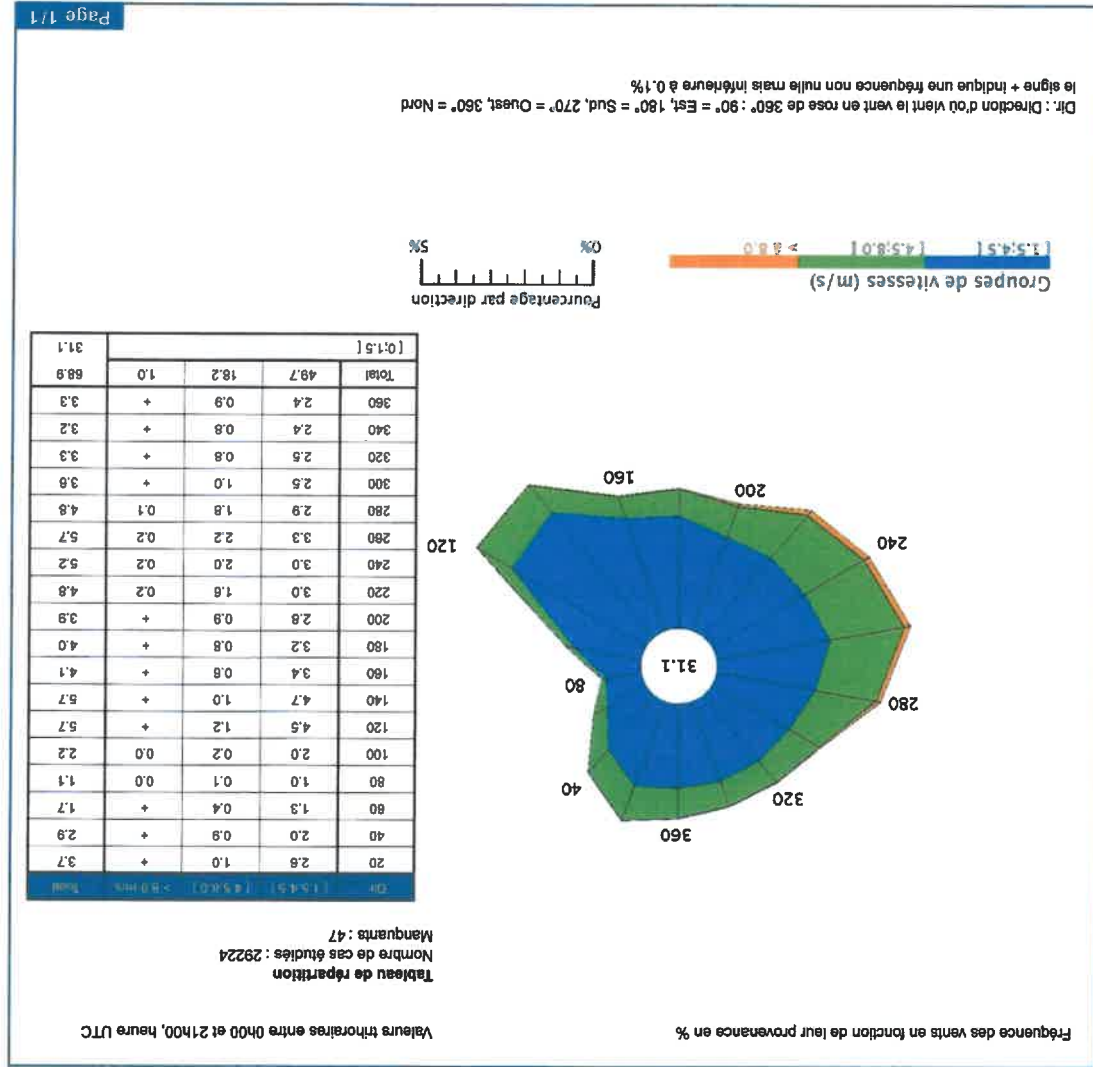 Fréquence des vents en fonction de leur provenance en %
Valeurs trihoraires entre 0h00 et 21h00, heure UTC
Tableau de répartition
Nombre de cas étudiés : 29224
Manquants : 47
360
320
40
280
80
31.1
240
120
200
160
Dir. [ 1.5;4.5 [ [ 4.5;8.0 [ > 8.0 m/s Total
20 2.6 1.0 + 3.7
40 2.0 0.9 + 2.9
60 1.3 0.4 + 1.7
80 1.0 0.1 0.0 1.1
100 2.0 0.2 0.0 2.2
120 4.5 1.2 + 5.7
140 4.7 1.0 + 5.7
160 3.4 0.6 + 4.1
180 3.2 0.8 + 4.0
200 2.8 0.9 + 3.9
220 3.0 1.6 0.2 4.8
240 3.0 2.0 0.2 5.2
260 3.3 2.2 0.2 5.7
280 2.9 1.8 0.1 4.8
300 2.5 1.0 + 3.6
320 2.5 0.8 + 3.3
340 2.4 0.8 + 3.2
360 2.4 0.9 + 3.3
Total 49.7 18.2 1.0 68.9
[ 0;1.5 [ 31.1
Groupes de vitesses (m/s)
[ 1.5;4.5 [ [ 4.5;8.0 [ > à 8.0
Pourcentage par direction
0% 5%
Dir. : Direction d'où vient le vent en rose de 360° : 90° = Est, 180° = Sud, 270° = Ouest, 360° = Nord
le signe + indique une fréquence non nulle mais inférieure à 0.1%
Page 1/1